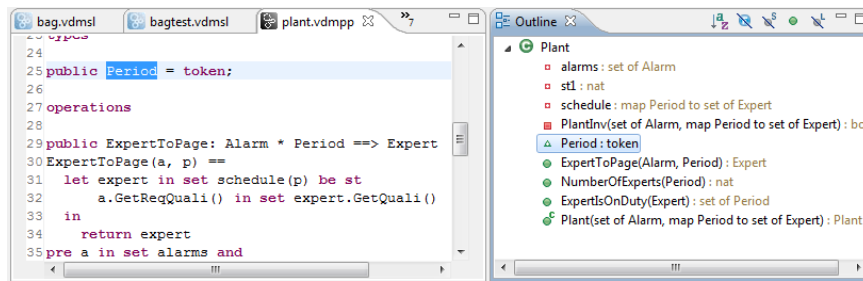 bag.vdmsl bagtest.vdmsl plant.vdmpp »7
23 types
24
25 public Period = token;
26
27 operations
28
29 public ExpertToPage: Alarm * Period ==> Expert
30 ExpertToPage(a, p) ==
31 let expert in set schedule(p) be st
32 a.GetReqQuali() in set expert.GetQuali()
33 in
34 return expert
35 pre a in set alarms and
Outline
Plant
alarms : set of Alarm
st1 : nat
schedule : map Period to set of Expert
PlantInv(set of Alarm, map Period to set of Expert) : bo
Period : token
ExpertToPage(Alarm, Period) : Expert
NumberOfExperts(Period) : nat
ExpertIsOnDuty(Expert) : set of Period
Plant(set of Alarm, map Period to set of Expert) : Plant